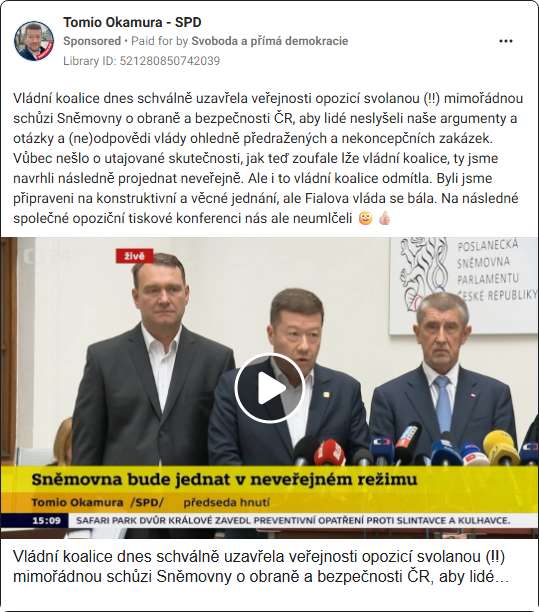 Tomio Okamura - SPD
Sponsored • Paid for by Svoboda a přímá demokracie
Library ID: 521280850742039
Vládní koalice dnes schválně uzavřela veřejnosti opozicí svolanou (!!) mimořádnou
schůzi Sněmovny o obraně a bezpečnosti ČR, aby lidé neslyšeli naše argumenty a
otázky a (ne)odpovědi vlády ohledně předražených a nekoncepčních zakázek.
Vůbec nešlo o utajované skutečnosti, jak teď zoufale lže vládní koalice, ty jsme
navrhli následně projednat neveřejně. Ale i to vládní koalice odmítla. Byli jsme
připraveni na konstruktivní a věcné jednání, ale Fialova vláda se bála. Na následné
společné opoziční tiskové konferenci nás ale neumlčeli 😜 👍🏻
ČT24
živě
POSLANECKÁ
SNĚMOVNA
PARLAMENTU
ČESKÉ REPUBLIKY
Sněmovna bude jednat v neveřejném režimu
Tomio Okamura /SPD/ předseda hnutí
15:09 SAFARI PARK DVŮR KRÁLOVÉ ZAVEDL PREVENTIVNÍ OPATŘENÍ PROTI SLINTAVCE A KULHAVCE.
Vládní koalice dnes schválně uzavřela veřejnosti opozicí svolanou (!!)
mimořádnou schůzi Sněmovny o obraně a bezpečnosti ČR, aby lidé...